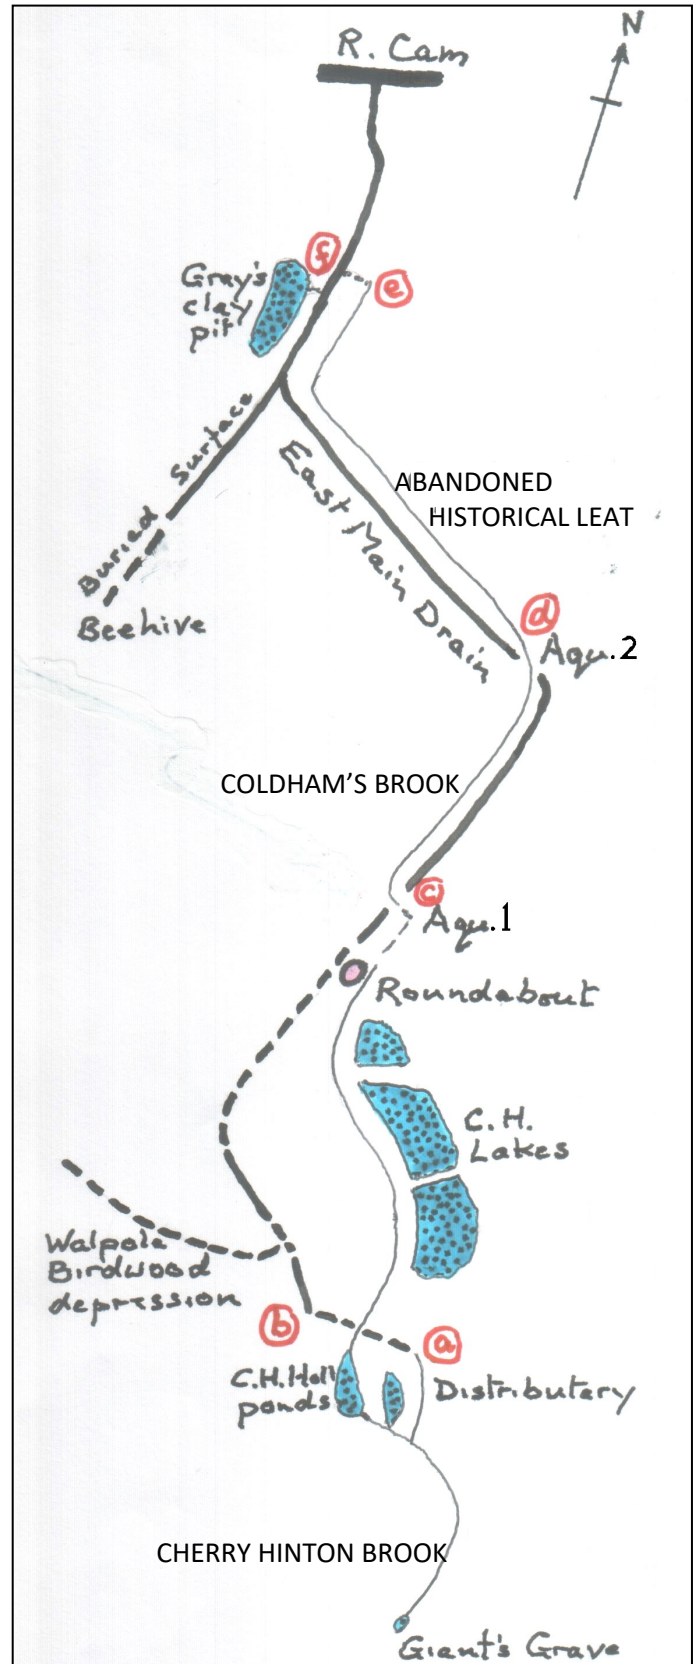 N
R. Cam
f
e
Gray's
clay
pit
Buried Surface
Beehive
East Main Drain
ABANDONED
HISTORICAL LEAT
d
Aqu.2
COLDHAM'S BROOK
c
Aqu.1
Roundabout
C.H.
Lakes
Walpole
Birdwood
depression
b
a
C.H.Hall
ponds
Distributery
CHERRY HINTON BROOK
Giant's Grave